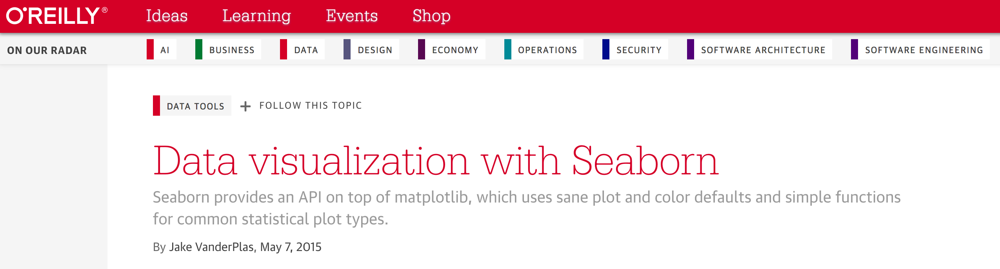 O'REILLY® Ideas Learning Events Shop
ON OUR RADAR AI BUSINESS DATA DESIGN ECONOMY OPERATIONS SECURITY SOFTWARE ARCHITECTURE SOFTWARE ENGINEERING
DATA TOOLS + FOLLOW THIS TOPIC
Data visualization with Seaborn
Seaborn provides an API on top of matplotlib, which uses sane plot and color defaults and simple functions
for common statistical plot types.
By Jake VanderPlas, May 7, 2015